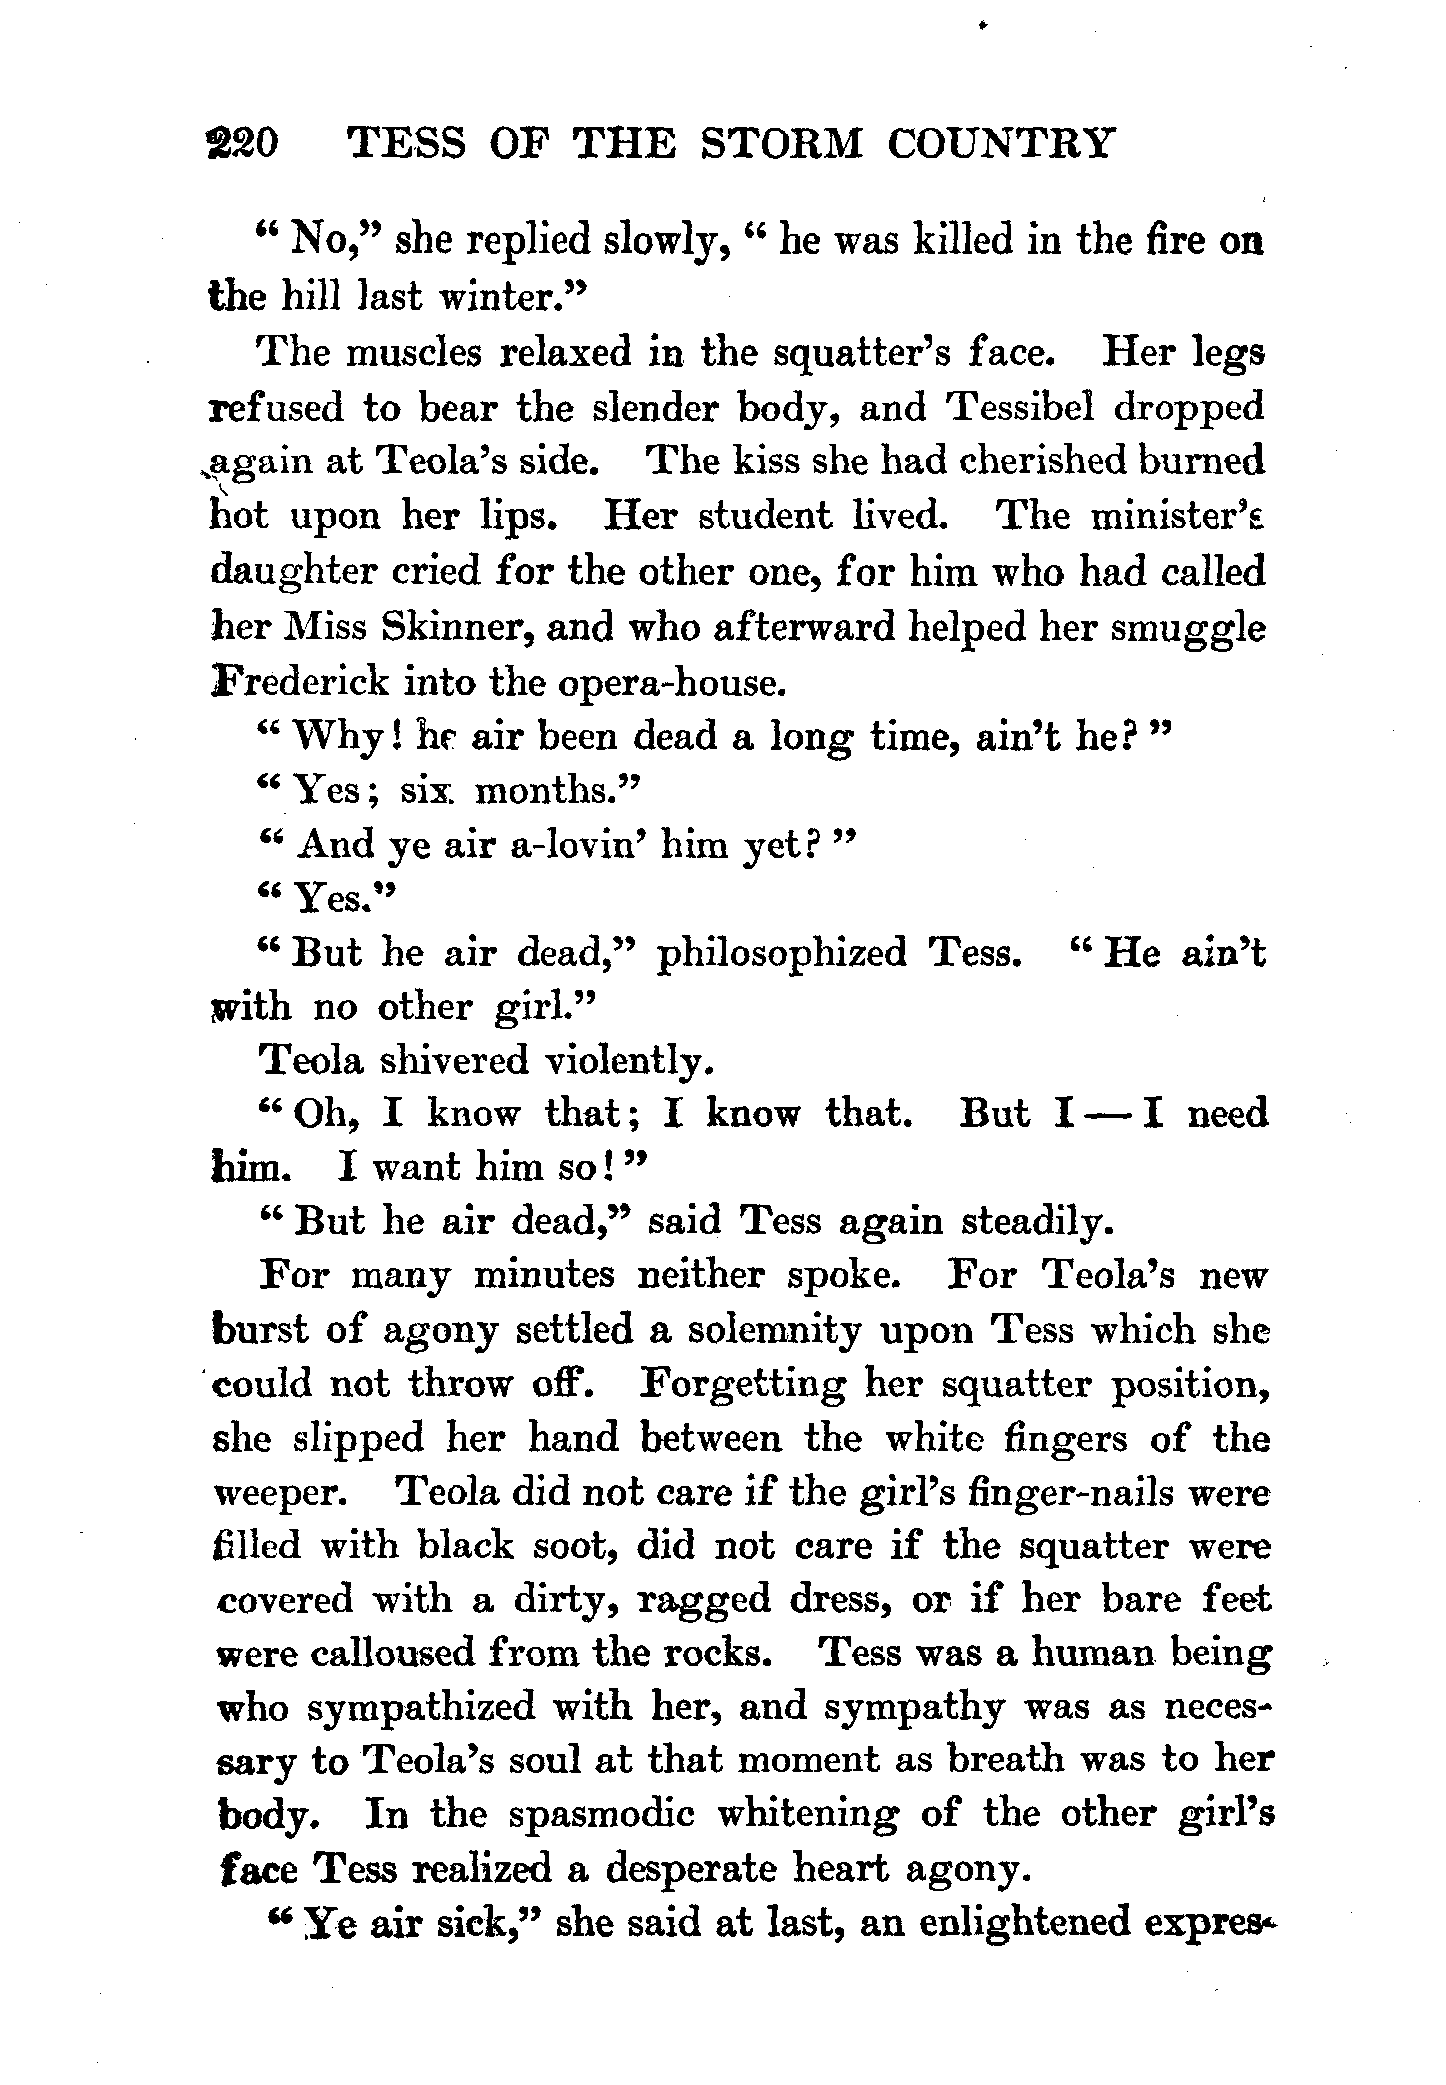 220 TESS OF THE STORM COUNTRY
“ No,” she replied slowly, “ he was killed in the fire on
the hill last winter.”
The muscles relaxed in the squatter’s face. Her legs
refused to bear the slender body, and Tessibel dropped
again at Teola’s side. The kiss she had cherished burned
hot upon her lips. Her student lived. The minister’s
daughter cried for the other one, for him who had called
her Miss Skinner, and who afterward helped her smuggle
Frederick into the opera-house.
“ Why! he air been dead a long time, ain’t he? ”
“ Yes; six months.”
“ And ye air a-lovin’ him yet? ”
“ Yes.”
“ But he air dead,” philosophized Tess. “ He ain’t
with no other girl.”
Teola shivered violently.
“ Oh, I know that; I know that. But I — I need
him. I want him so! ”
“ But he air dead,” said Tess again steadily.
For many minutes neither spoke. For Teola’s new
burst of agony settled a solemnity upon Tess which she
could not throw off. Forgetting her squatter position,
she slipped her hand between the white fingers of the
weeper. Teola did not care if the girl’s finger-nails were
filled with black soot, did not care if the squatter were
covered with a dirty, ragged dress, or if her bare feet
were calloused from the rocks. Tess was a human being
who sympathized with her, and sympathy was as neces-
sary to Teola’s soul at that moment as breath was to her
body. In the spasmodic whitening of the other girl’s
face Tess realized a desperate heart agony.
“ Ye air sick,” she said at last, an enlightened expres-